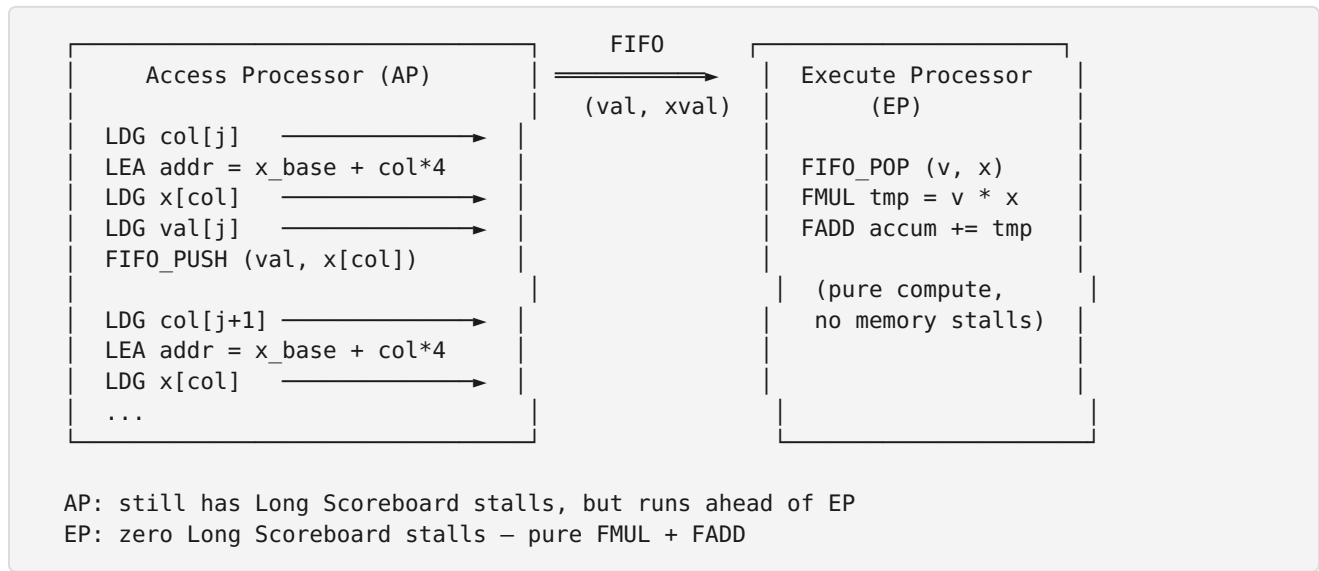 FIFO
Access Processor (AP) Execute Processor
(val, xval) (EP)
LDG col[j]
LEA addr = x_base + col*4 FIFO_POP (v, x)
LDG x[col] FMUL tmp = v * x
LDG val[j] FADD accum += tmp
FIFO_PUSH (val, x[col])
(pure compute,
LDG col[j+1] no memory stalls)
LEA addr = x_base + col*4
LDG x[col]
...
AP: still has Long Scoreboard stalls, but runs ahead of EP
EP: zero Long Scoreboard stalls — pure FMUL + FADD